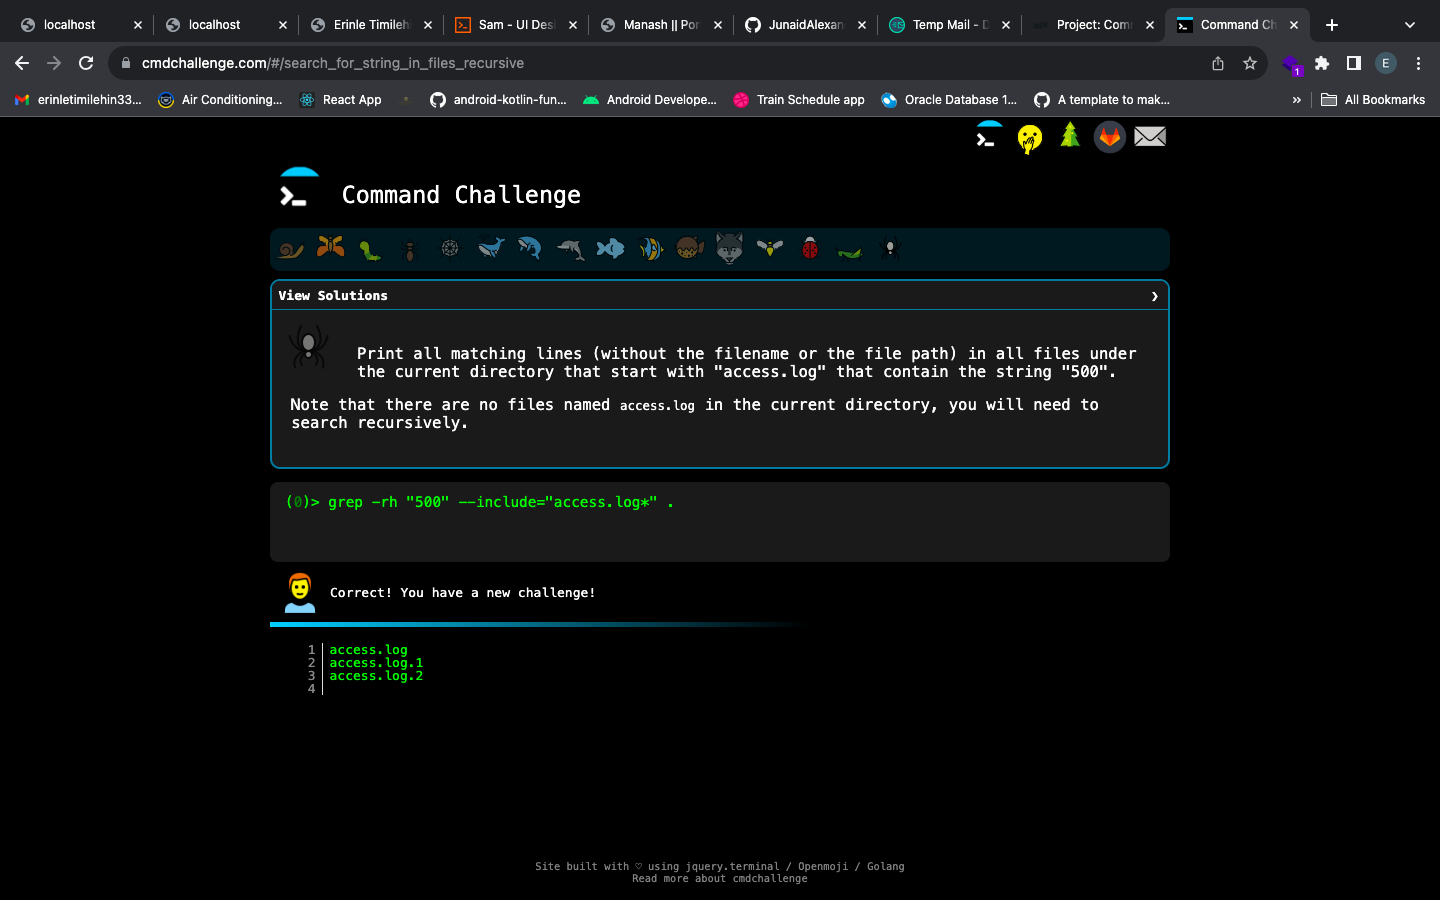 localhost
localhost
Erinle Timileh
Sam - UI Desi
Manash || Por
JunaidAlexan
Temp Mail - D
Project: Com
Command Ch
cmdchallenge.com/#/search_for_string_in_files_recursive
1
E
erinletimilehin33...
Air Conditioning...
React App
android-kotlin-fun...
Android Develope...
Train Schedule app
Oracle Database 1...
A template to mak...
»
All Bookmarks
Command Challenge
View Solutions
Print all matching lines (without the filename or the file path) in all files under
the current directory that start with "access.log" that contain the string "500".
Note that there are no files named access.log in the current directory, you will need to
search recursively.
(0)> grep -rh "500" --include="access.log*" .
Correct! You have a new challenge!
1 access.log
2 access.log.1
3 access.log.2
4
Site built with ♡ using jquery.terminal / Openmoji / Golang
Read more about cmdchallenge